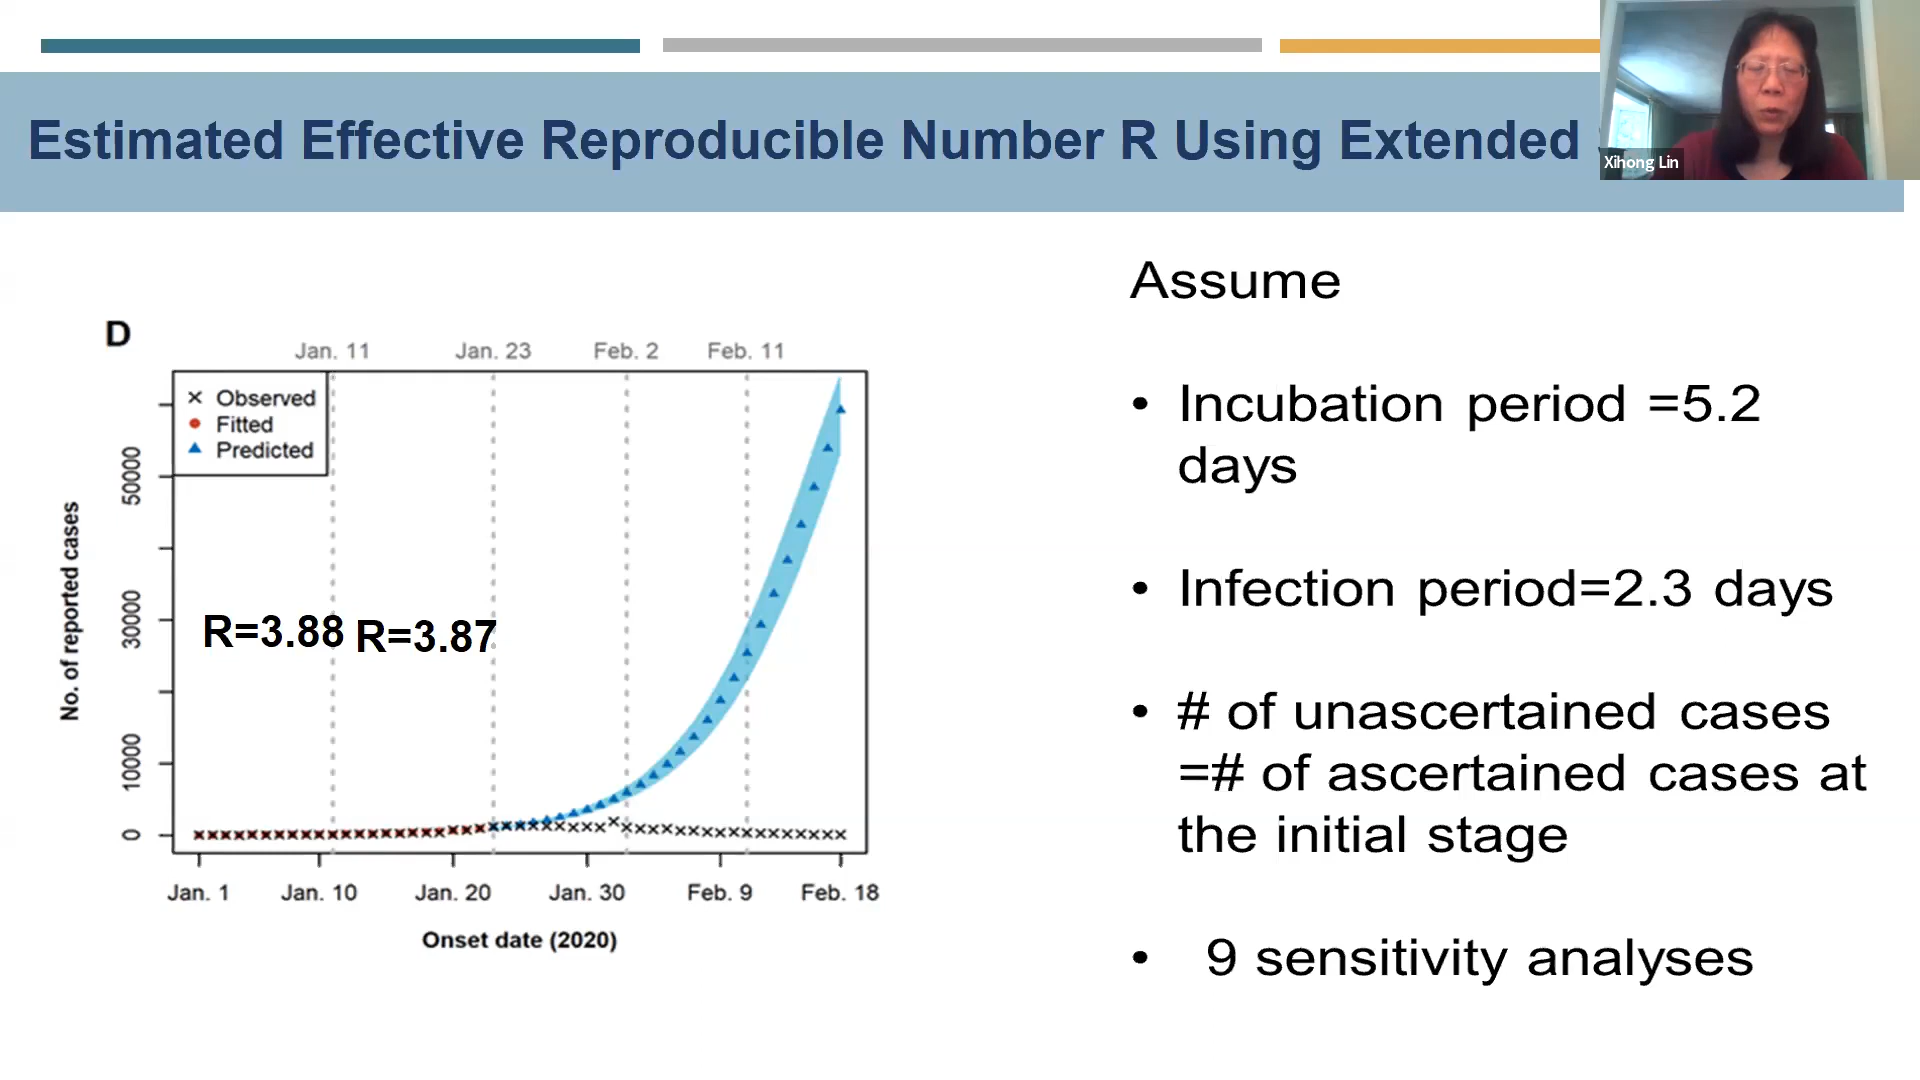 Estimated Effective Reproducible Number R Using Extended
Xihong Lin
Assume
• Incubation period =5.2
days
• Infection period=2.3 days
• # of unascertained cases
=# of ascertained cases at
the initial stage
• 9 sensitivity analyses
D
Jan. 11 Jan. 23 Feb. 2 Feb. 11
Observed
Fitted
Predicted
No. of reported cases
50000
30000
10000
0
R=3.88 R=3.87
Jan. 1 Jan. 10 Jan. 20 Jan. 30 Feb. 9 Feb. 18
Onset date (2020)